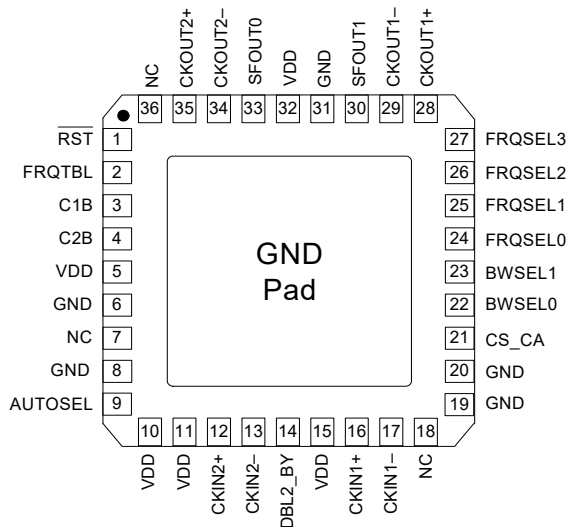 NC
CKOUT2+
CKOUT2–
SFOUT0
VDD
GND
SFOUT1
CKOUT1–
CKOUT1+
36
35
34
33
32
31
30
29
28
RST 1
FRQTBL 2
C1B 3
C2B 4
VDD 5
GND 6
NC 7
GND 8
AUTOSEL 9
GND
Pad
27 FRQSEL3
26 FRQSEL2
25 FRQSEL1
24 FRQSEL0
23 BWSEL1
22 BWSEL0
21 CS_CA
20 GND
19 GND
10
11
12
13
14
15
16
17
18
VDD
VDD
CKIN2+
CKIN2–
DBL2_BY
VDD
CKIN1+
CKIN1–
NC